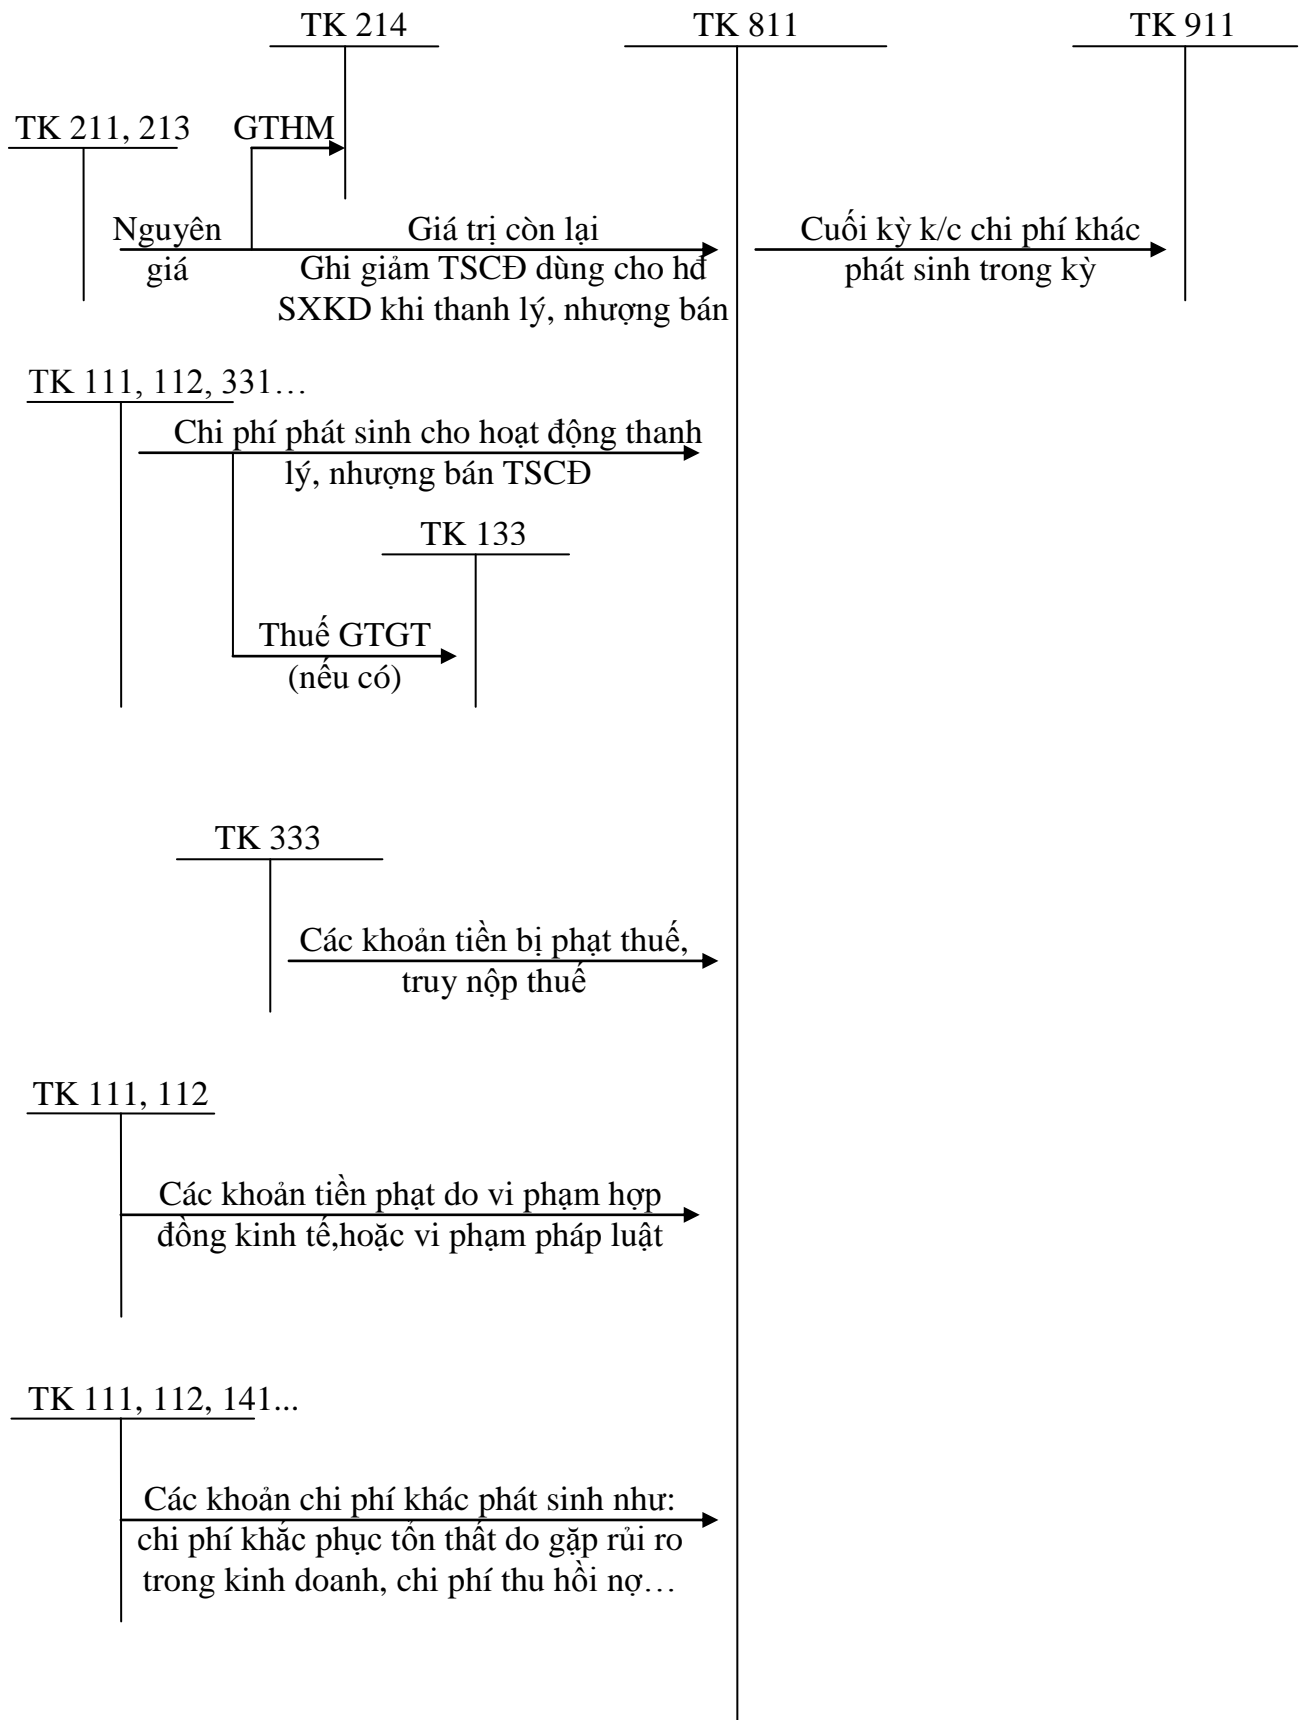 TK 214
TK 811
TK 911
TK 211, 213
GTHM
Nguyên
giá
Giá trị còn lại
Ghi giảm TSCĐ dùng cho hđ
SXKD khi thanh lý, nhượng bán
Cuối kỳ k/c chi phí khác
phát sinh trong kỳ
TK 111, 112, 331…
Chi phí phát sinh cho hoạt động thanh
lý, nhượng bán TSCĐ
TK 133
Thuế GTGT
(nếu có)
TK 333
Các khoản tiền bị phạt thuế,
truy nộp thuế
TK 111, 112
Các khoản tiền phạt do vi phạm hợp
đồng kinh tế,hoặc vi phạm pháp luật
TK 111, 112, 141...
Các khoản chi phí khác phát sinh như:
chi phí khắc phục tổn thất do gặp rủi ro
trong kinh doanh, chi phí thu hồi nợ…